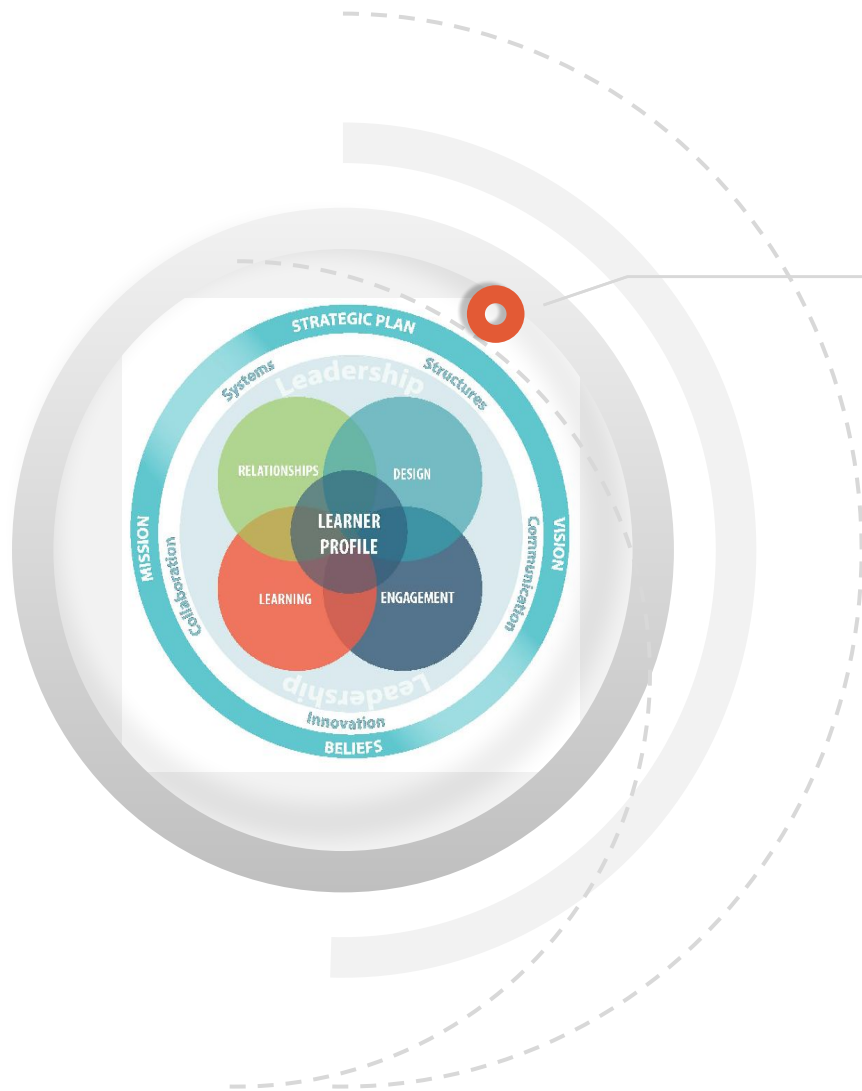 STRATEGIC PLAN
Systems
Structures
Leadership
RELATIONSHIPS
DESIGN
LEARNER
PROFILE
MISSION
VISION
Collaboration
Communication
LEARNING
ENGAGEMENT
Leadership
Innovation
BELIEFS